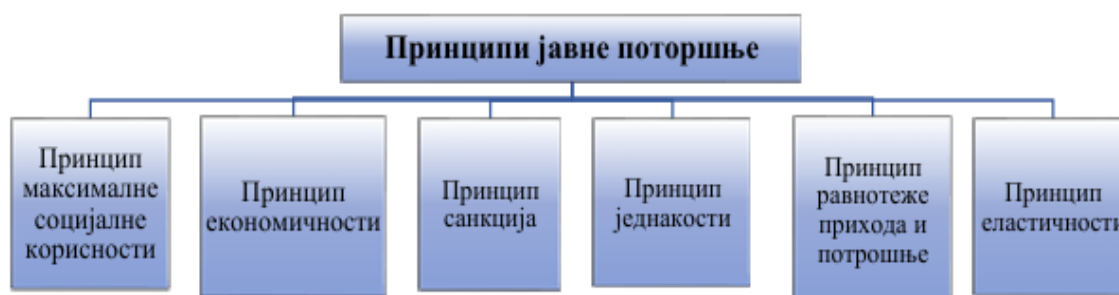 Принципи јавне поторшње
Принцип
максималне
социјалне
корисности
Принцип
економичности
Принцип
санкција
Принцип
једнакости
Принцип
равнотеже
прихода и
потрошње
Принцип
еластичности